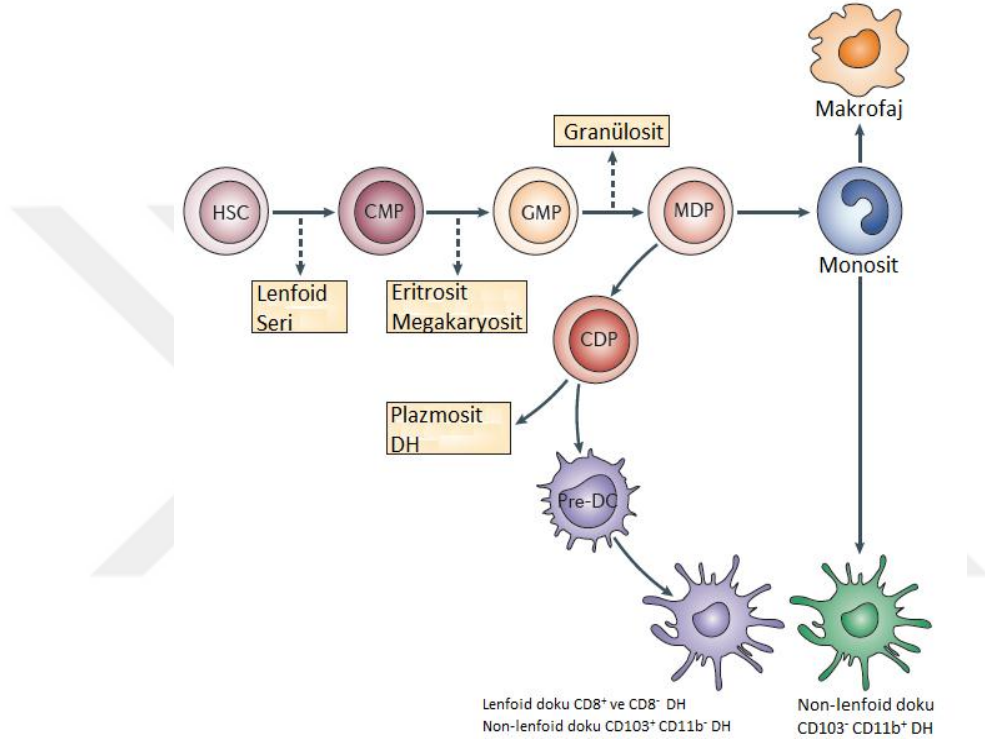 Makrofaj
Granülosit
HSC
CMP
GMP
MDP
Monosit
Lenfoid
Seri
Eritrosit
Megakaryosit
CDP
Plazmosit
DH
Pre-DC
Lenfoid doku CD8⁺ ve CD8⁻ DH
Non-lenfoid doku CD103⁺ CD11b⁻ DH
Non-lenfoid doku
CD103⁻ CD11b⁺ DH